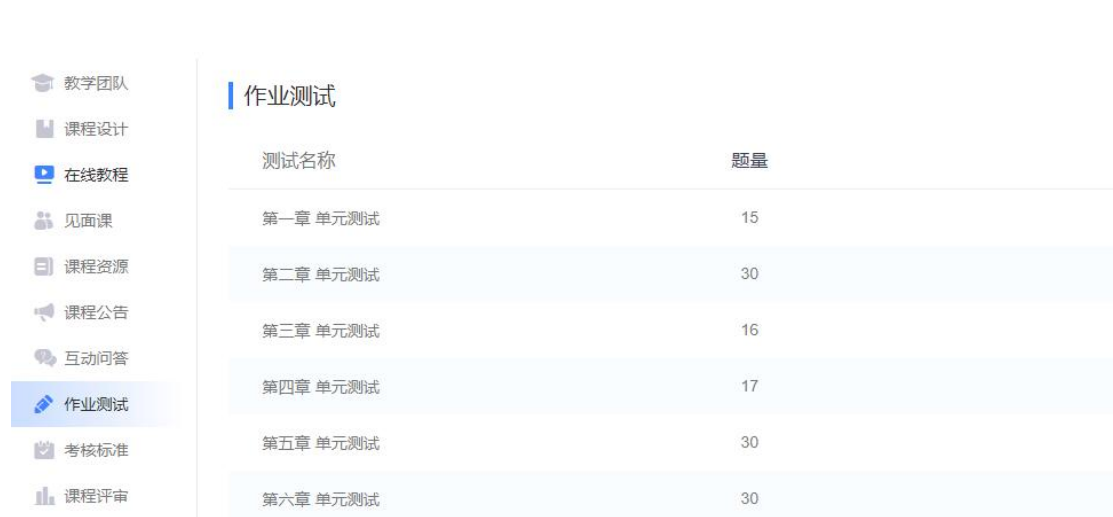 教学团队
课程设计
在线教程
见面课
课程资源
课程公告
互动问答
作业测试
考核标准
课程评审
作业测试
测试名称 题量
第一章 单元测试 15
第二章 单元测试 30
第三章 单元测试 16
第四章 单元测试 17
第五章 单元测试 30
第六章 单元测试 30